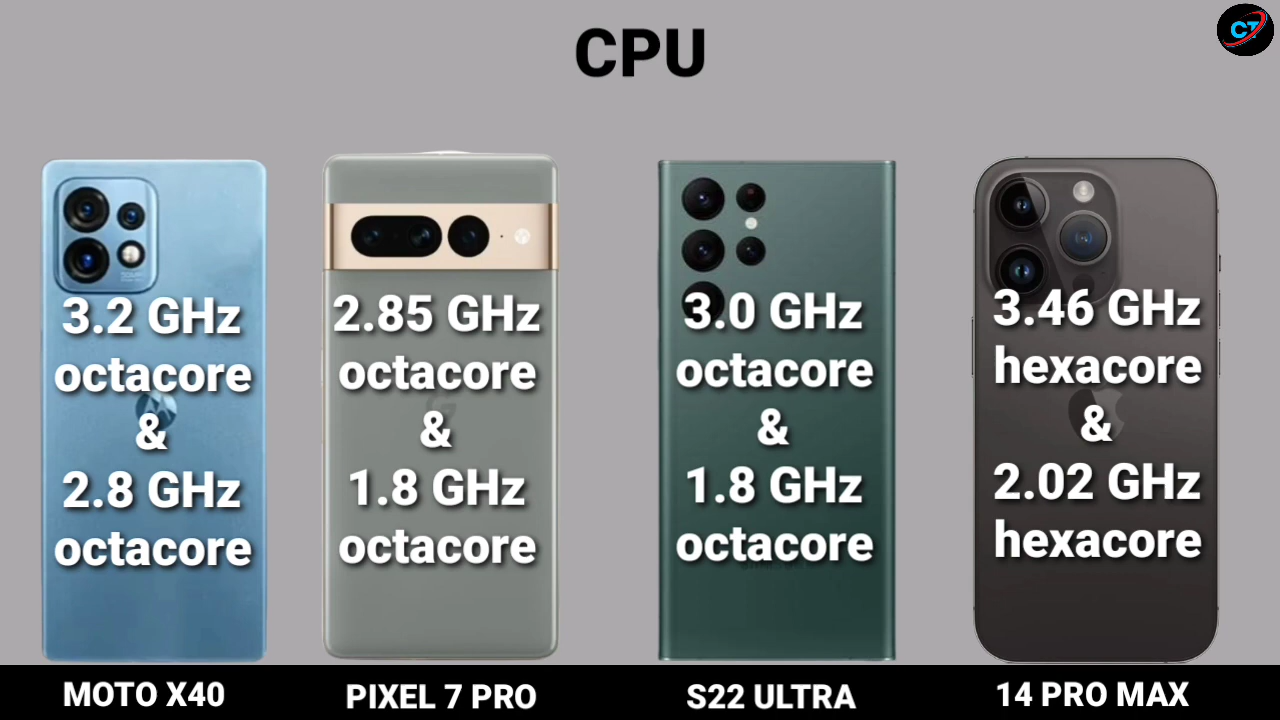 CPU
CT
3.2 GHz
octacore
&
2.8 GHz
octacore
2.85 GHz
octacore
&
1.8 GHz
octacore
3.0 GHz
octacore
&
1.8 GHz
octacore
3.46 GHz
hexacore
&
2.02 GHz
hexacore
MOTO X40
PIXEL 7 PRO
S22 ULTRA
14 PRO MAX